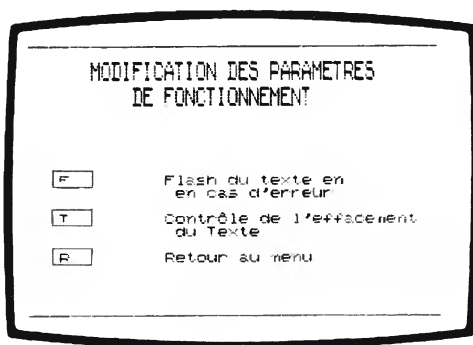 MODIFICATION DES PARAMETRES
DE FONCTIONNEMENT
F Flash du texte en
en cas d'erreur
T Contrôle de l'effacement
du Texte
R Retour au menu